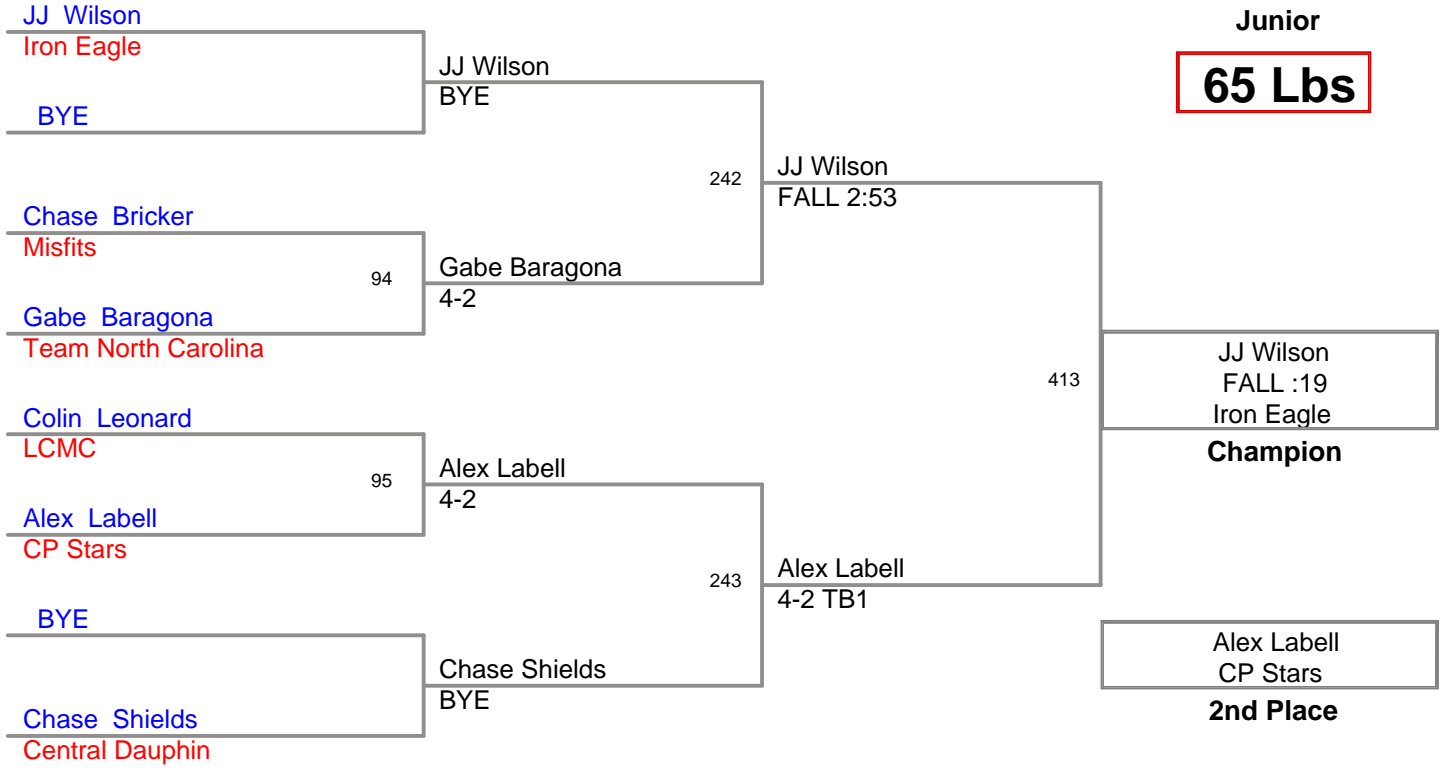 JJ  Wilson
Iron Eagle
BYE
Chase  Bricker
Misfits
94
Gabe  Baragona
Team North Carolina
Colin  Leonard
LCMC
95
Alex  Labell
CP Stars
BYE
Chase  Shields
Central Dauphin
JJ Wilson
BYE
242
Gabe Baragona
4-2
Alex Labell
4-2
243
Chase Shields
BYE
JJ Wilson
FALL 2:53
413
Alex Labell
4-2 TB1
Junior
65 Lbs
JJ Wilson
FALL :19
Iron Eagle
Champion
Alex Labell
CP Stars
2nd Place